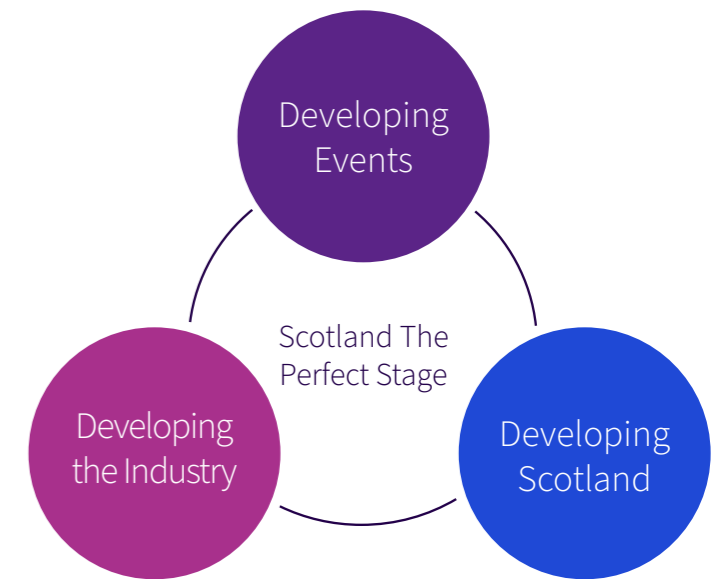 Developing
Events
Scotland The
Perfect Stage
Developing
the Industry
Developing
Scotland